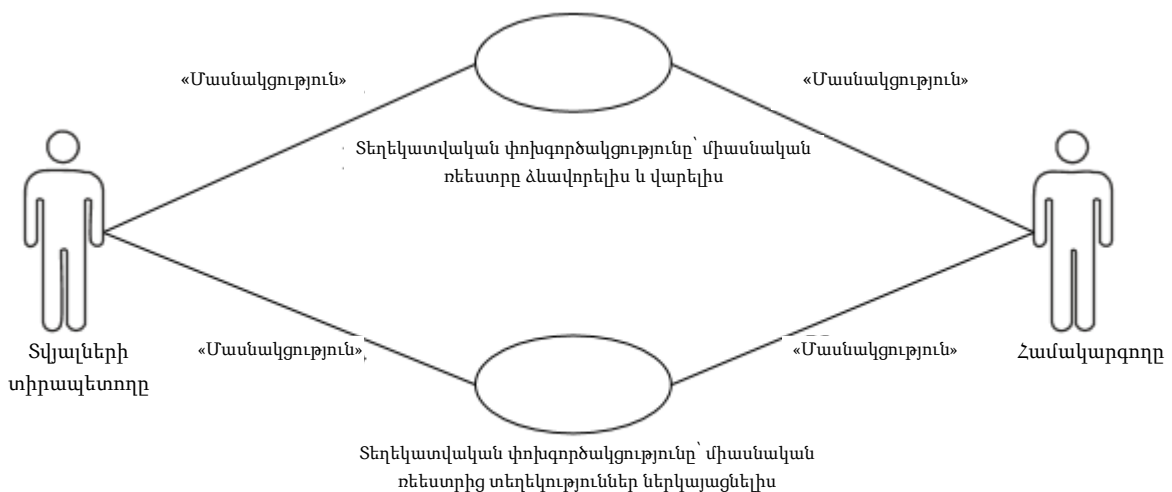 «Մասնակցություն»
«Մասնակցություն»
Տեղեկատվական փոխգործակցությունը՝ միասնական
ռեեստրը ձևավորելիս և վարելիս
Տվյալների
տիրապետողը
«Մասնակցություն»
«Մասնակցություն»
Համակարգողը
Տեղեկատվական փոխգործակցությունը՝ միասնական
ռեեստրից տեղեկություններ ներկայացնելիս